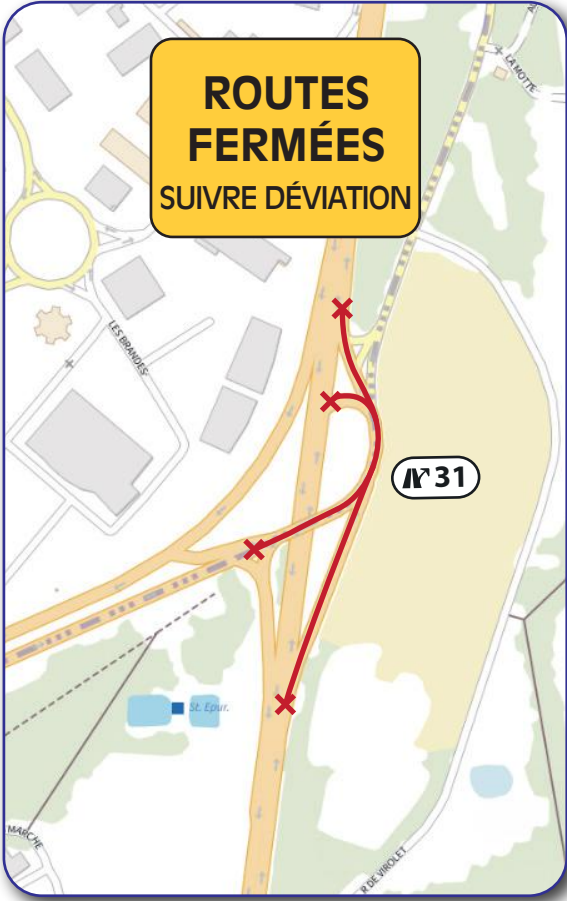 ROUTES
FERMÉES
SUIVRE DÉVIATION
LA MOTTE
LES BRANDES
31
St. Epur.
MARCHE
R DE VIROLET